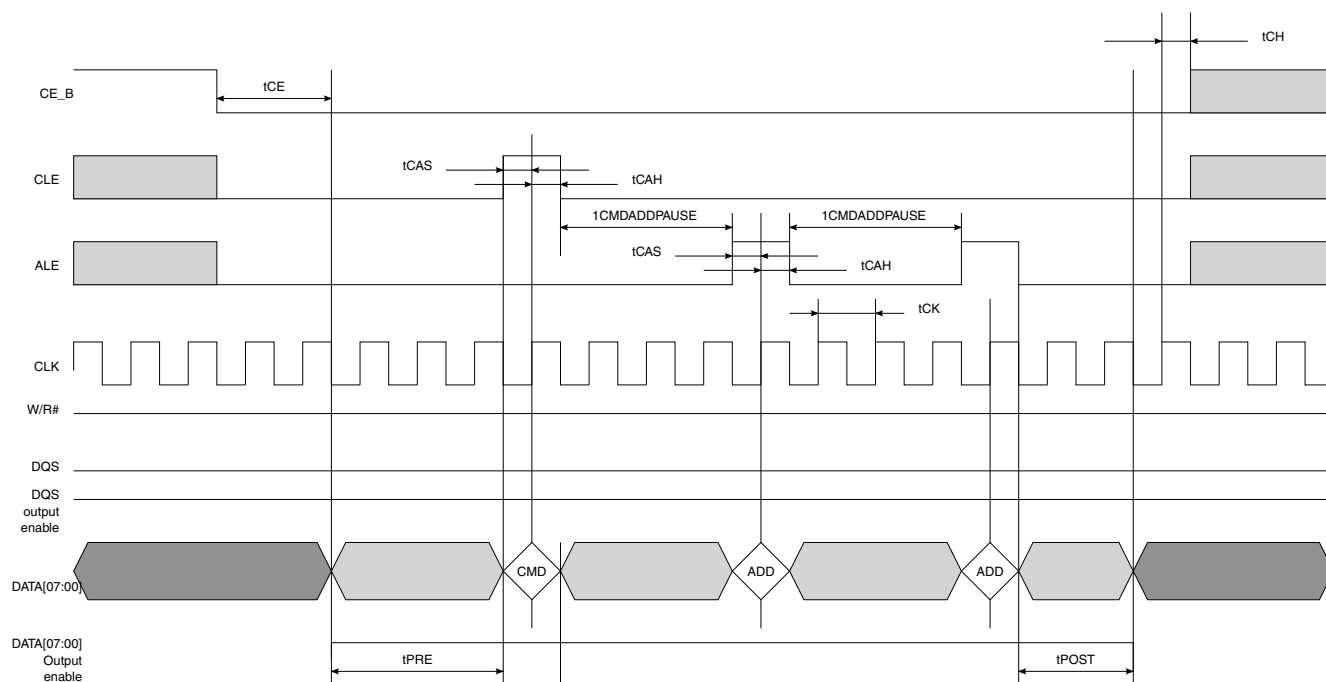 tCH
CE_B
tCE
CLE
tCAS
tCAH
1CMDADDPAUSE
1CMDADDPAUSE
ALE
tCAS
tCAH
tCK
CLK
W/R#
DQS
DQS
output
enable
DATA[07:00]
CMD
ADD
ADD
DATA[07:00]
Output
enable
tPRE
tPOST